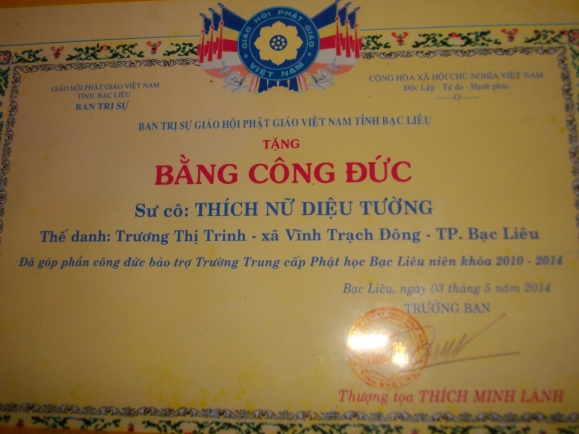 GIÁO HỘI PHẬT GIÁO
VIỆT NAM
GIÁO HỘI PHẬT GIÁO VIỆT NAM
TỈNH BẠC LIÊU
BAN TRỊ SỰ
CỘNG HÒA XÃ HỘI CHỦ NGHĨA VIỆT NAM
Độc Lập - Tự do - Hạnh phúc
-----O-----
BAN TRỊ SỰ GIÁO HỘI PHẬT GIÁO VIỆT NAM TỈNH BẠC LIÊU
TẶNG
BẰNG CÔNG ĐỨC
Sư cô: THÍCH NỮ DIỆU TƯỜNG
Thế danh: Trương Thị Trinh - xã Vĩnh Trạch Đông - TP. Bạc Liêu
Đã góp phần công đức bảo trợ Trường Trung cấp Phật học Bạc Liêu niên khóa 2010 - 2014
Bạc Liêu, ngày 03 tháng 5 năm 2014
TRƯỞNG BAN
Thượng tọa THÍCH MINH LÀNH